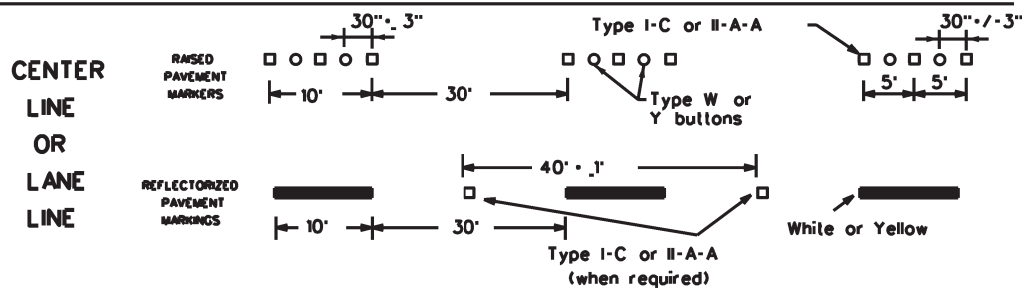 30"·_ 3"
Type I-C or II-A-A
30"·/-3"
CENTER
LINE
OR
LANE
LINE
RAISED
PAVEMENT
MARKERS
10'
30'
Type W or
Y buttons
5'
5'
40'· _1'
REFLECTORIZED
PAVEMENT
MARKINGS
10'
30'
Type I-C or II-A-A
(when required)
White or Yellow